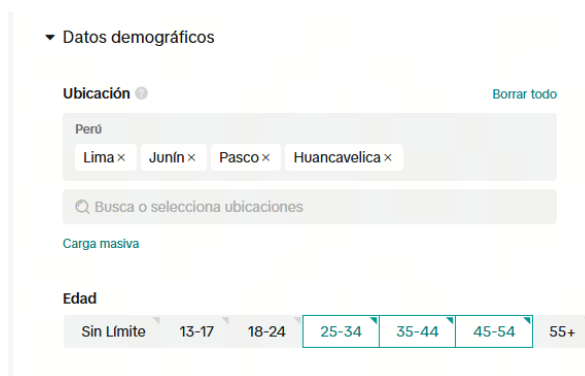 Datos demográficos
Ubicación
Borrar todo
Perú
Lima × Junín × Pasco × Huancavelica ×
Busca o selecciona ubicaciones
Carga masiva
Edad
Sin Límite 13-17 18-24 25-34 35-44 45-54 55+